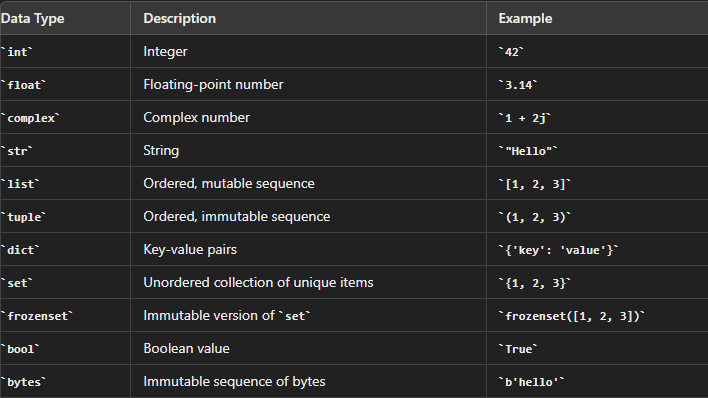 Data Type Description Example
`int` Integer `42`
`float` Floating-point number `3.14`
`complex` Complex number `1 + 2j`
`str` String `"Hello"`
`list` Ordered, mutable sequence `[1, 2, 3]`
`tuple` Ordered, immutable sequence `(1, 2, 3)`
`dict` Key-value pairs `{'key': 'value'}`
`set` Unordered collection of unique items `{1, 2, 3}`
`frozenset` Immutable version of `set` `frozenset([1, 2, 3])`
`bool` Boolean value `True`
`bytes` Immutable sequence of bytes `b'hello'`